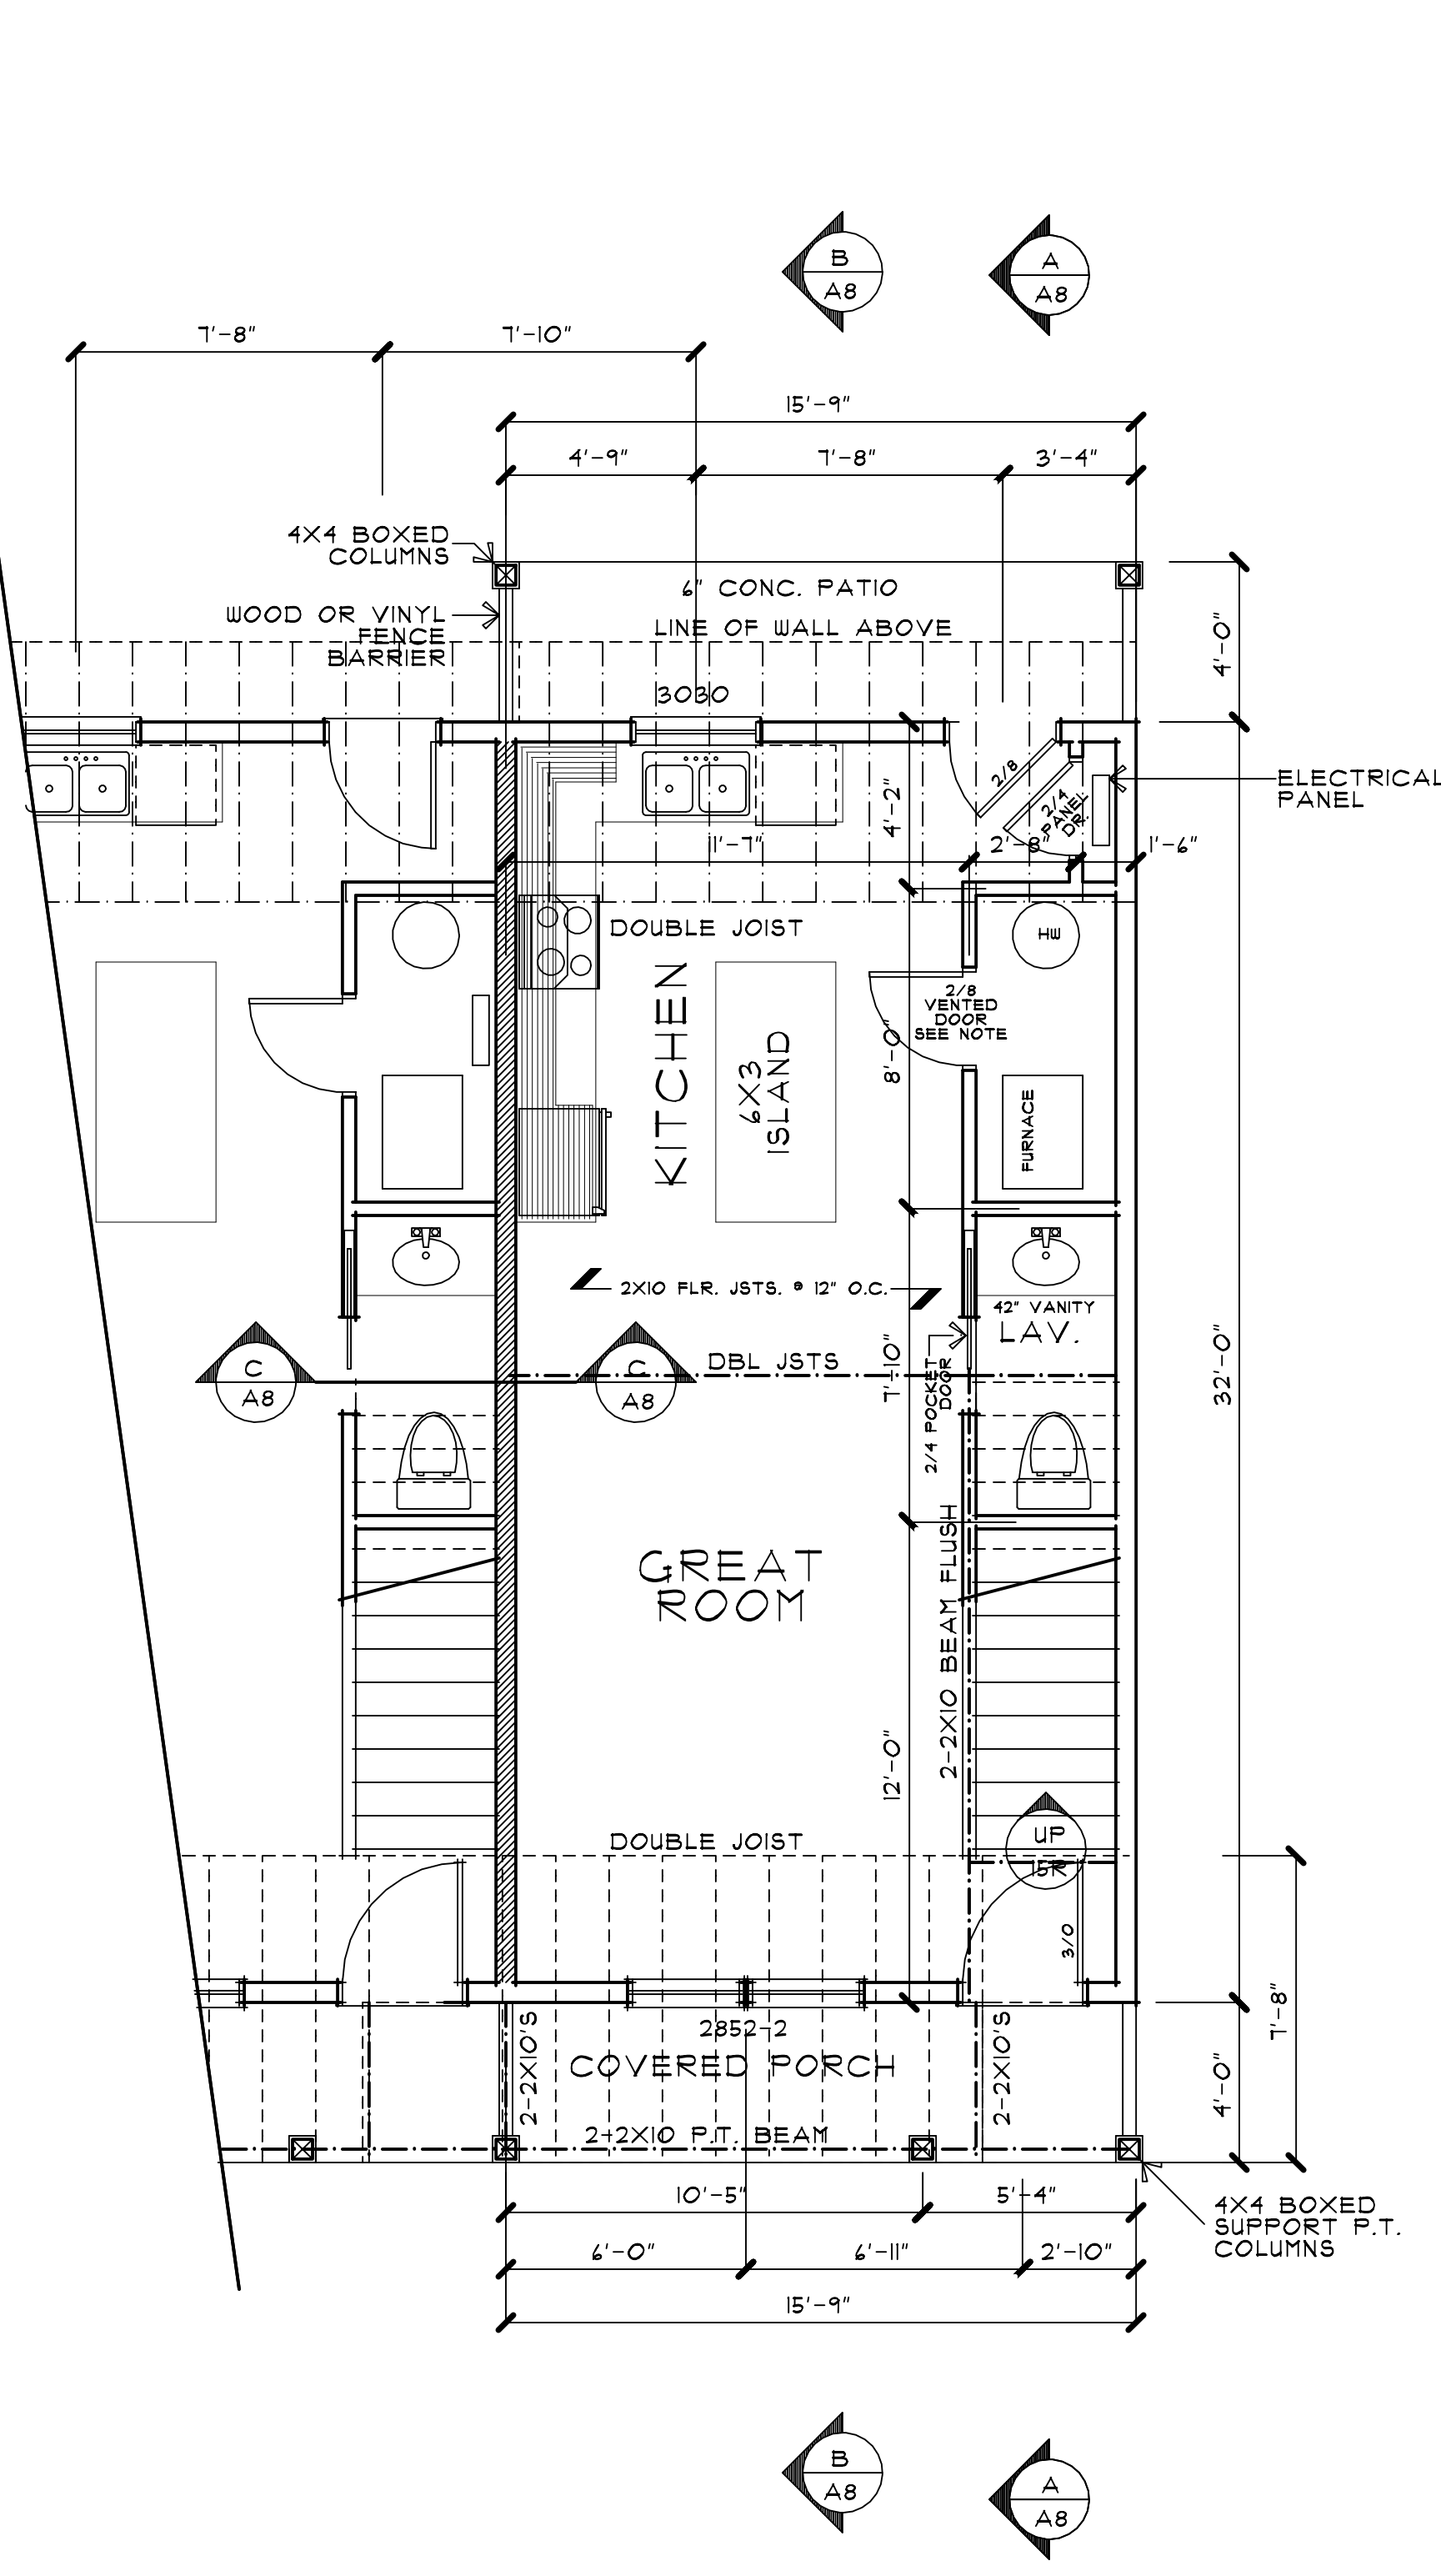 B
A8
A
A8
7'-8"
7'-10"
15'-9"
4'-9"
7'-8"
3'-4"
4X4 BOXED
COLUMNS
6" CONC. PATIO
WOOD OR VINYL
FENCE
BARRIER
LINE OF WALL ABOVE
4'-0"
3030
2/8
2/4
PANEL
DR.
ELECTRICAL
PANEL
4'-2"
11'-7"
2'-8"
1'-6"
DOUBLE JOIST
HW
KITCHEN
6X3
ISLAND
2/8
VENTED
DOOR
SEE NOTE
8'-0"
FURNACE
2X10 FLR. JSTS. @ 12" O.C.
42" VANITY
LAV.
DBL JSTS
7'-10"
2/4 POCKET
DOOR
32'-0"
C
A8
C
A8
GREAT
ROOM
2-2X10 BEAM FLUSH
12'-0"
DOUBLE JOIST
UP
15R
3/0
7'-8"
2852-2
2-2X10'S
2-2X10'S
COVERED PORCH
4'-0"
2-2X10 P.T. BEAM
10'-5"
5'-4"
4X4 BOXED
SUPPORT P.T.
COLUMNS
6'-0"
6'-11"
2'-10"
15'-9"
B
A8
A
A8